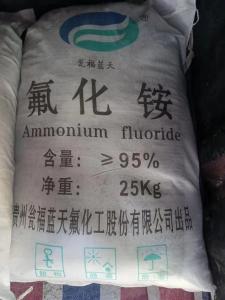 瓮福蓝天
氟化铵
Ammonium fluoride
含量: ≥95%
净重: 25Kg
贵州瓮福蓝天氟化工股份有限公司出品